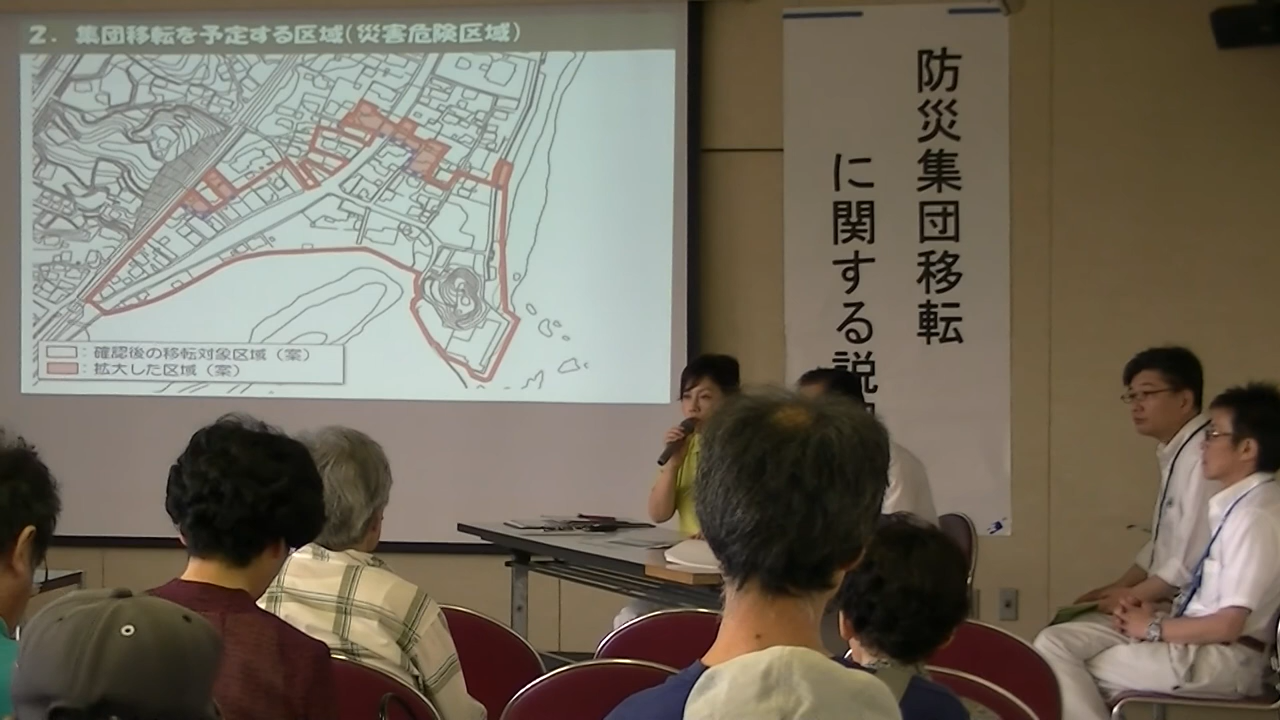 2. 集団移転を予定する区域(災害危険区域)
:確認後の移転対象区域(案)
:拡大した区域(案)
防災集団移転
に関する説